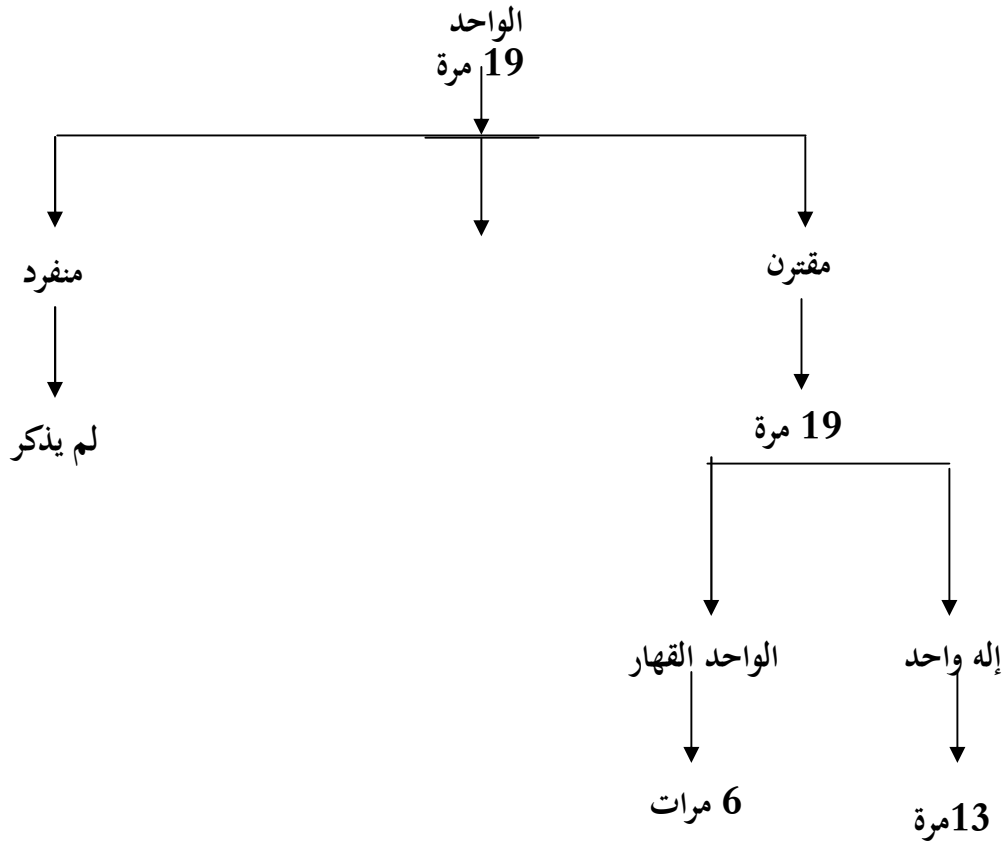 الواحد
19 مرة
مقترن
منفرد
19 مرة
لم يذكر
إله واحد
الواحد القهار
13مرة
6 مرات